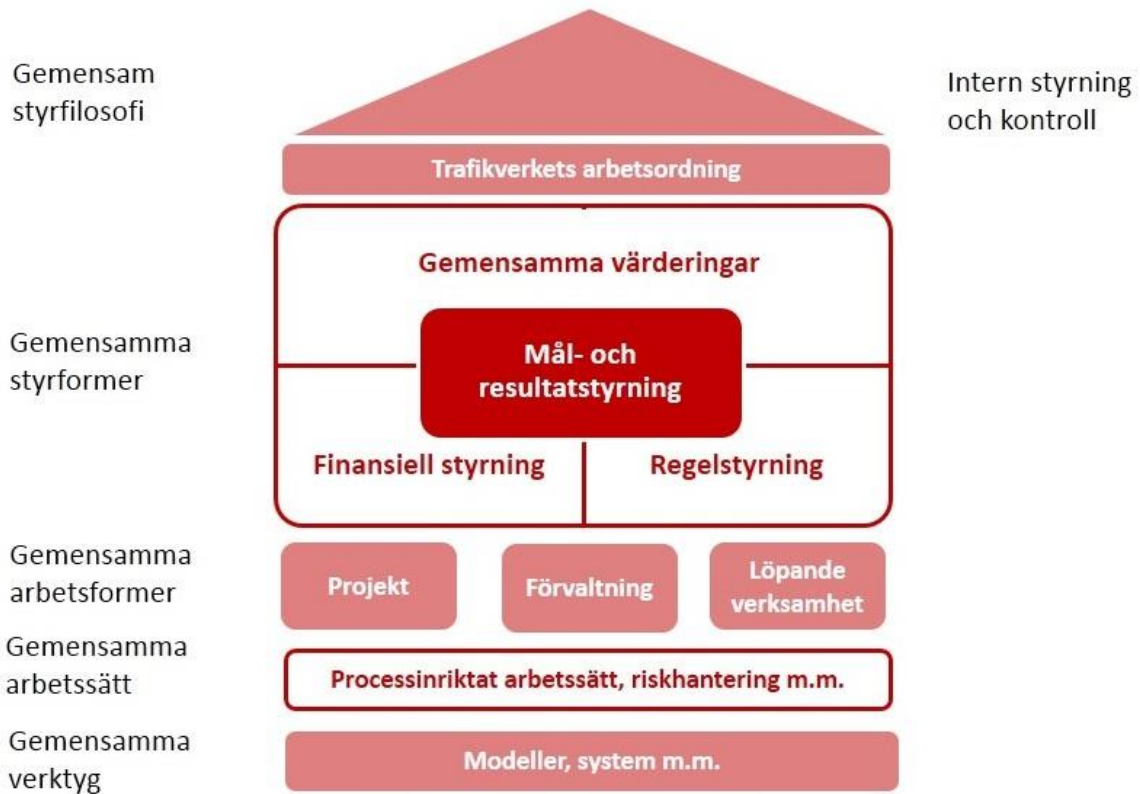 Gemensam
styrfilosofi
Intern styrning
och kontroll
Trafikverkets arbetsordning
Gemensamma värderingar
Gemensamma
styrformer
Mål- och
resultatstyrning
Finansiell styrning
Regelstyrning
Gemensamma
arbetsformer
Projekt
Förvaltning
Löpande
verksamhet
Gemensamma
arbetssätt
Processinriktat arbetssätt, riskhantering m.m.
Gemensamma
verktyg
Modeller, system m.m.